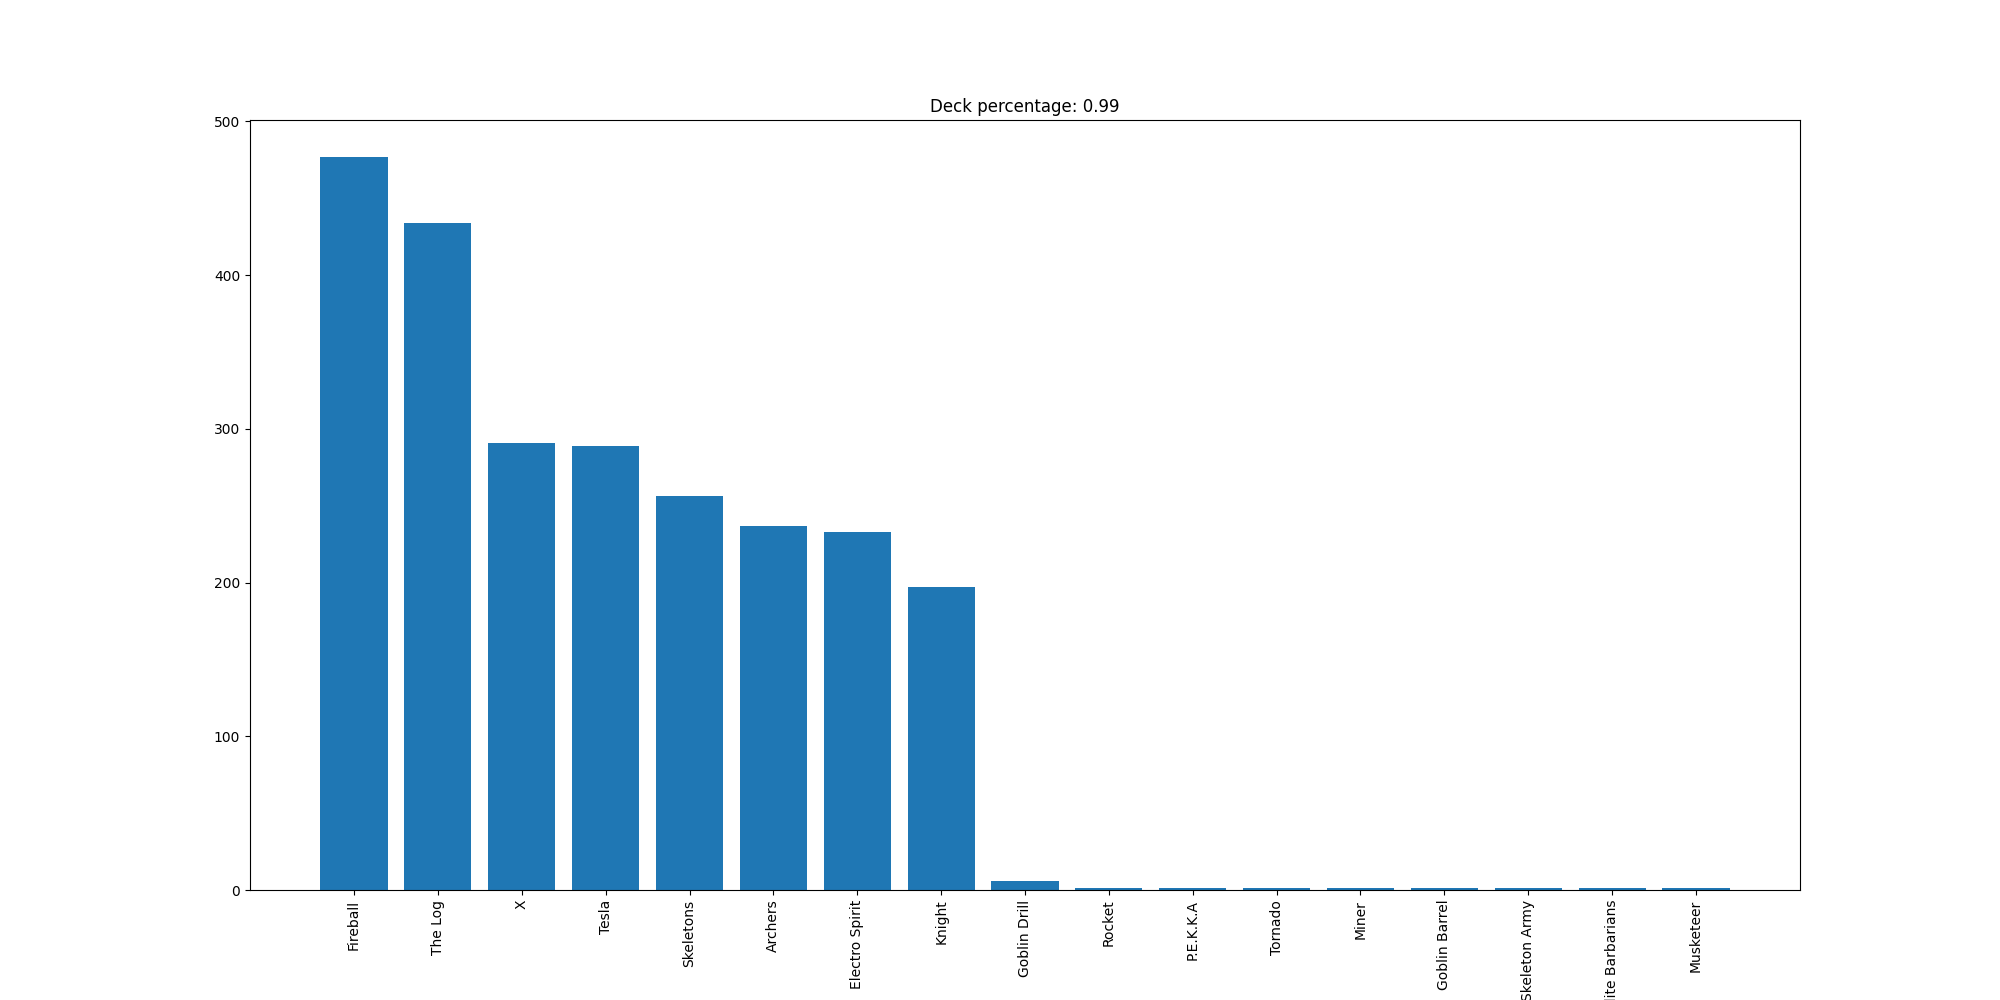 Deck percentage: 0.99
500
400
300
200
100
0
Fireball
The Log
X
Tesla
Skeletons
Archers
Electro Spirit
Knight
Goblin Drill
Rocket
P.E.K.K.A
Tornado
Miner
Goblin Barrel
Skeleton Army
lite Barbarians
Musketeer